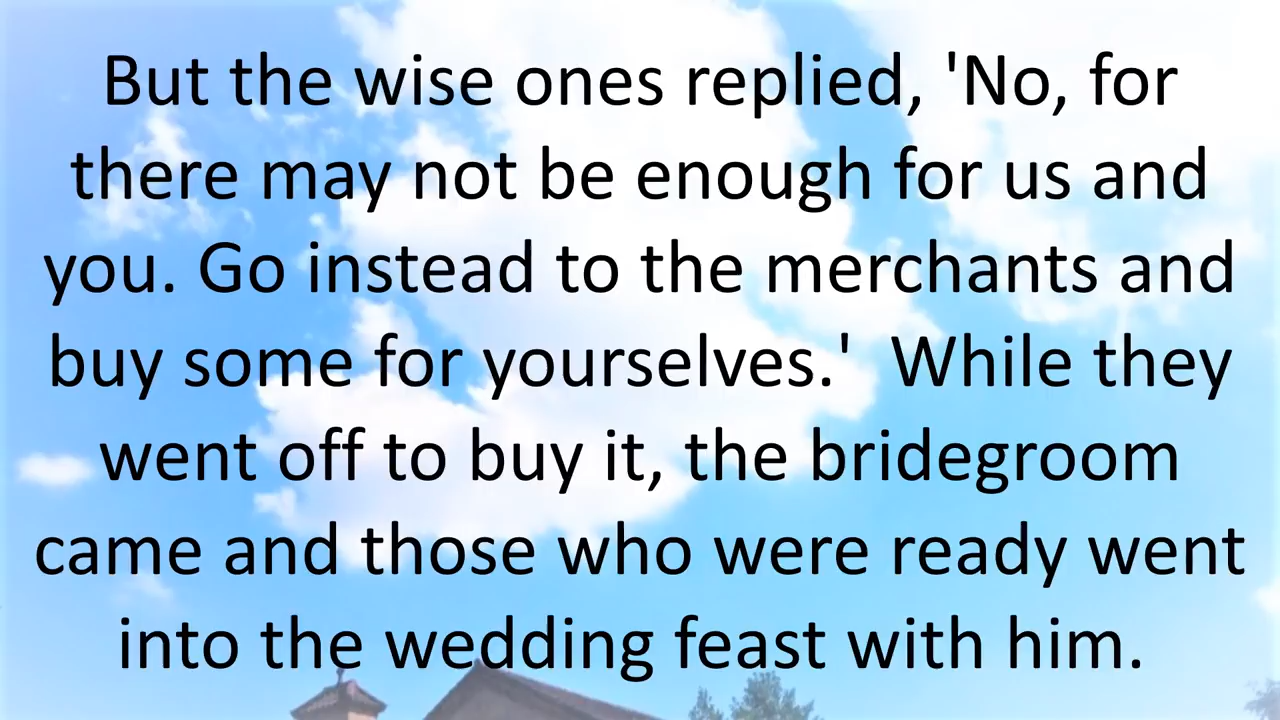 But the wise ones replied, 'No, for
there may not be enough for us and
you. Go instead to the merchants and
buy some for yourselves.'  While they
went off to buy it, the bridegroom
came and those who were ready went
into the wedding feast with him.